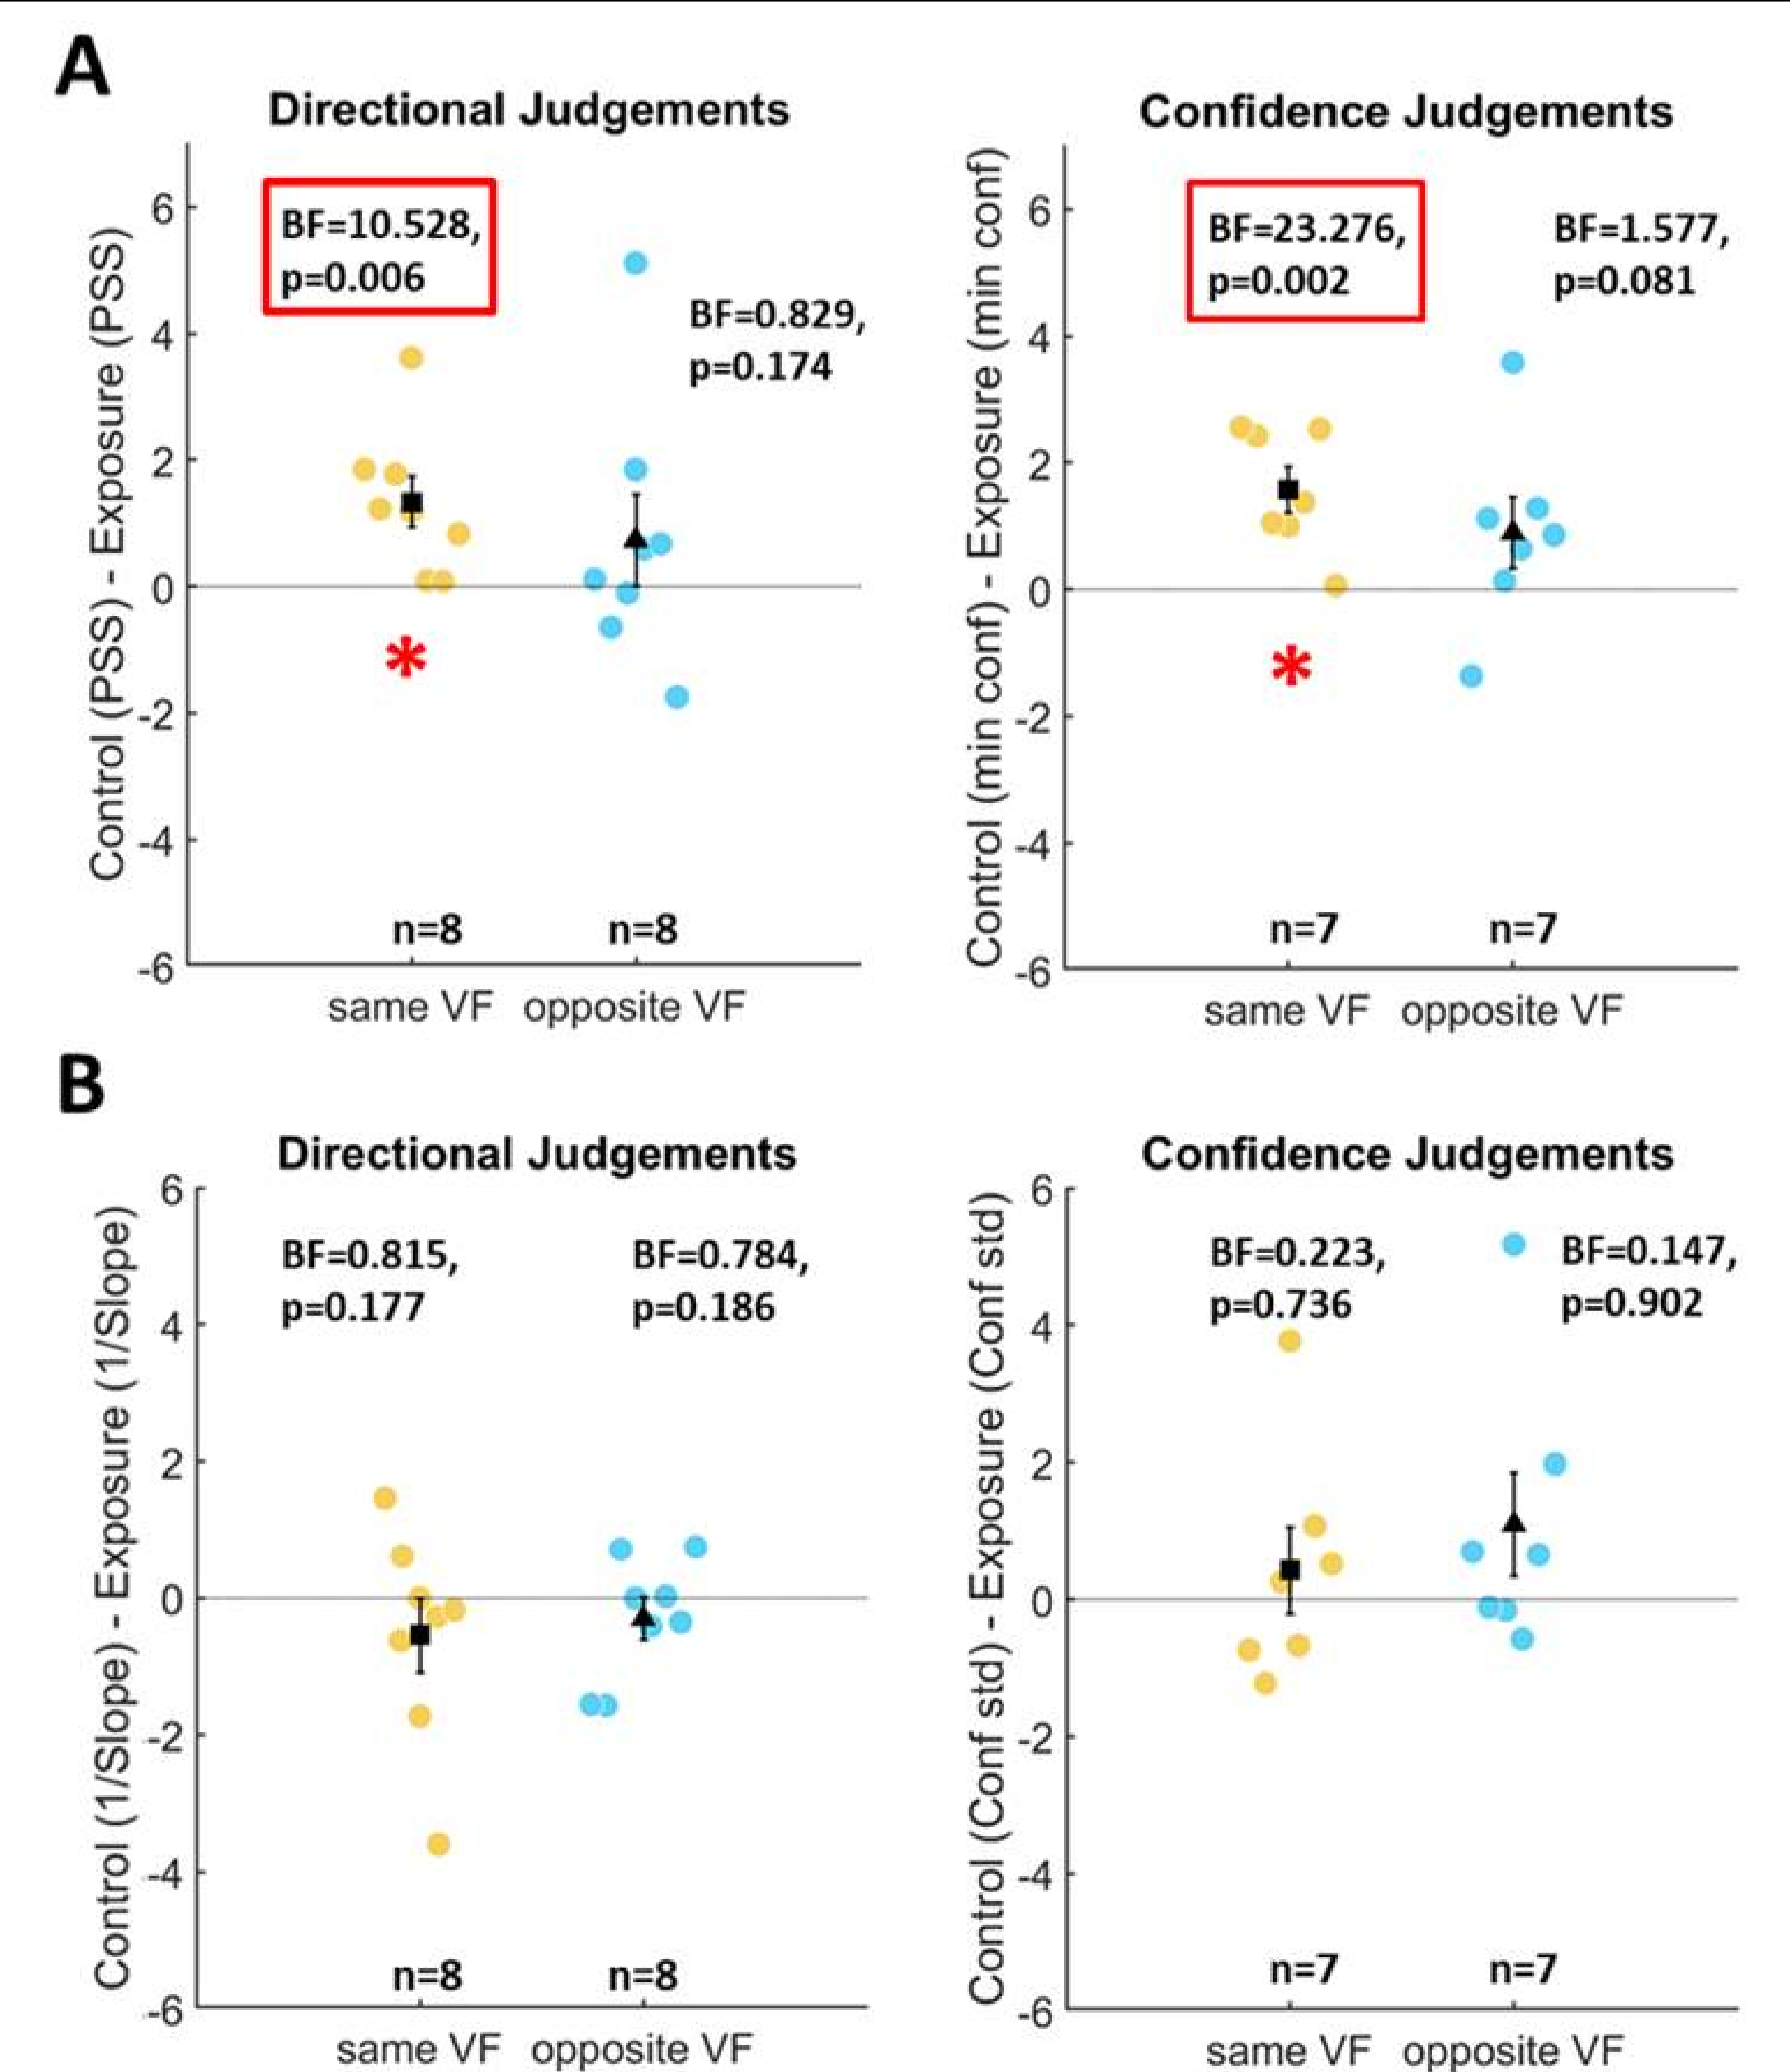 A
Directional Judgements
Control (PSS) - Exposure (PSS)
6
4
2
0
-2
-4
-6
BF=10.528,
p=0.006
BF=0.829,
p=0.174
*
n=8
n=8
same VF
opposite VF
Confidence Judgements
Control (min conf) - Exposure (min conf)
6
4
2
0
-2
-4
-6
BF=23.276,
p=0.002
BF=1.577,
p=0.081
*
n=7
n=7
same VF
opposite VF
B
Directional Judgements
Control (1/Slope) - Exposure (1/Slope)
6
4
2
0
-2
-4
-6
BF=0.815,
p=0.177
BF=0.784,
p=0.186
n=8
n=8
same VF
opposite VF
Confidence Judgements
Control (Conf std) - Exposure (Conf std)
6
4
2
0
-2
-4
-6
BF=0.223,
p=0.736
BF=0.147,
p=0.902
n=7
n=7
same VF
opposite VF